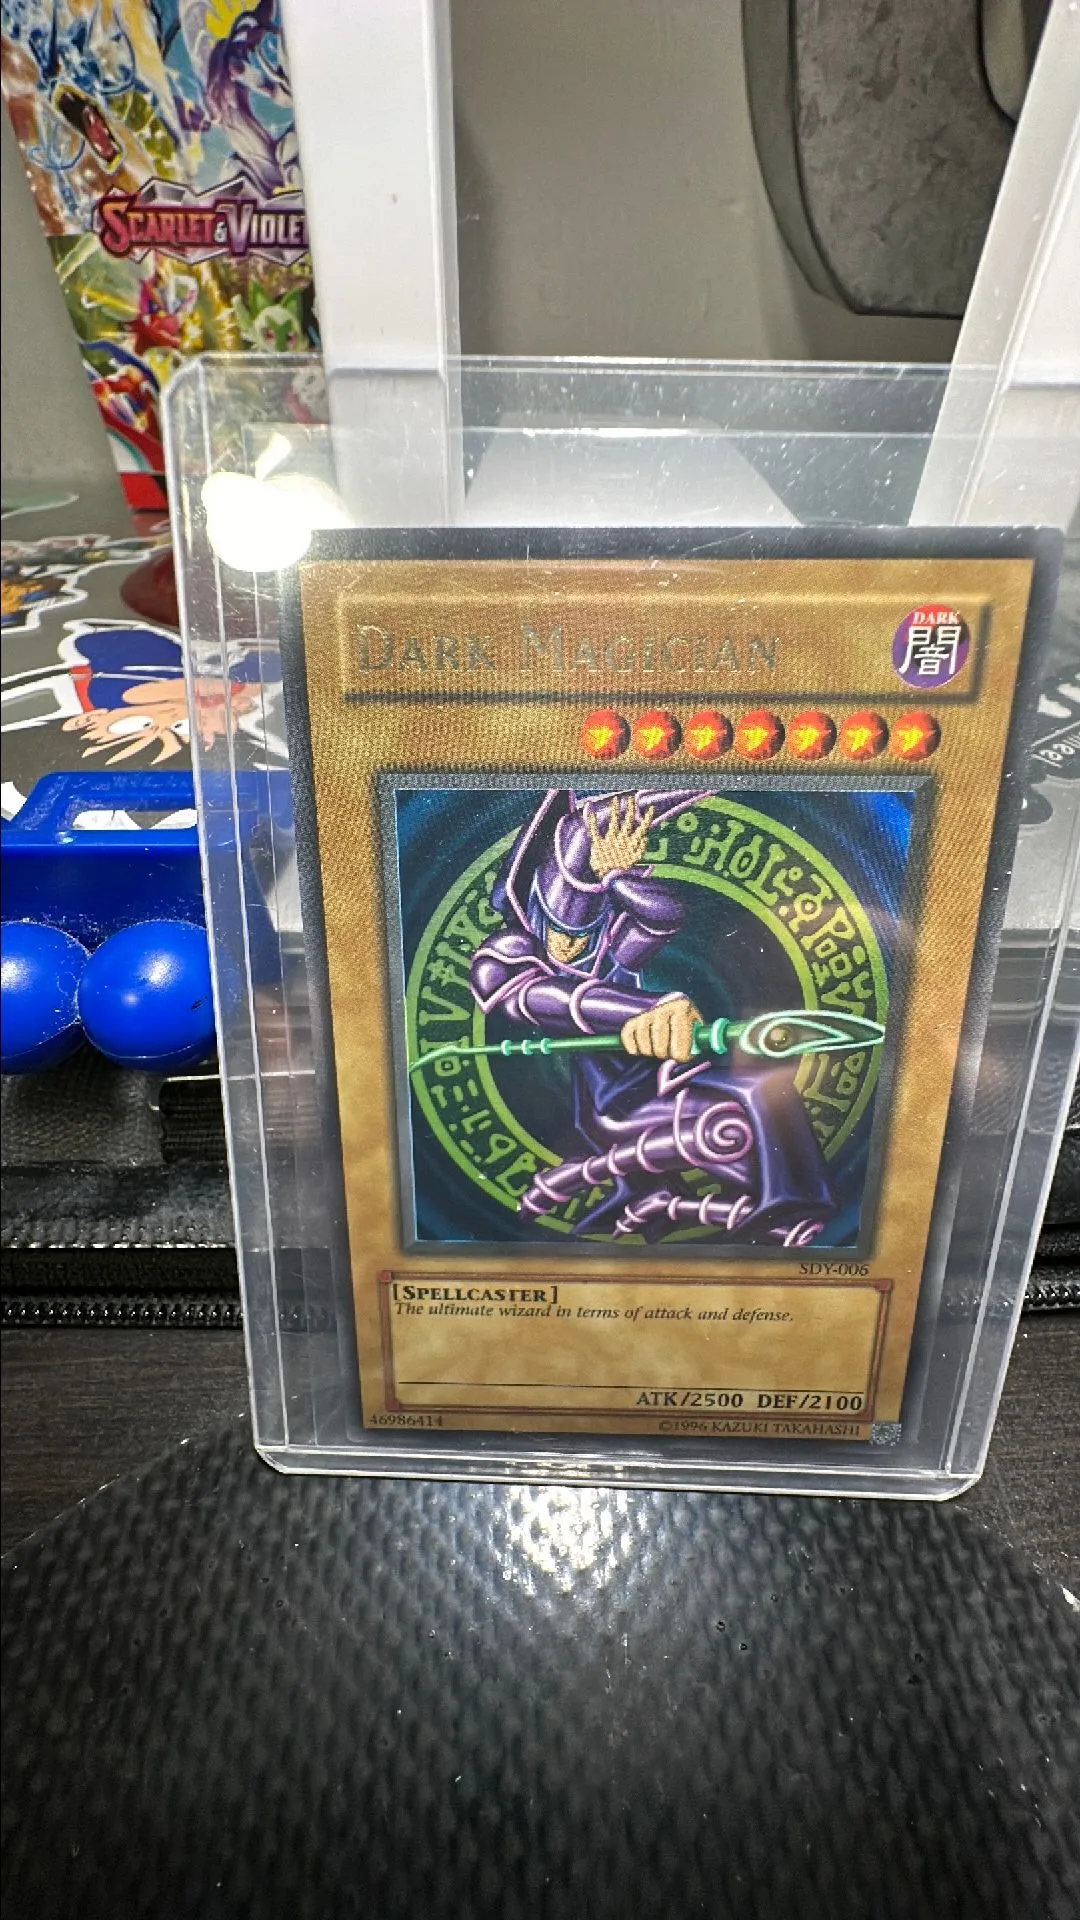 SCARLET & VIOLET
DARK MAGICIAN
DARK
闇
SDY-006
[SPELLCASTER]
The ultimate wizard in terms of attack and defense.
ATK/2500 DEF/2100
46986414
©1996 KAZUKI TAKAHASHI